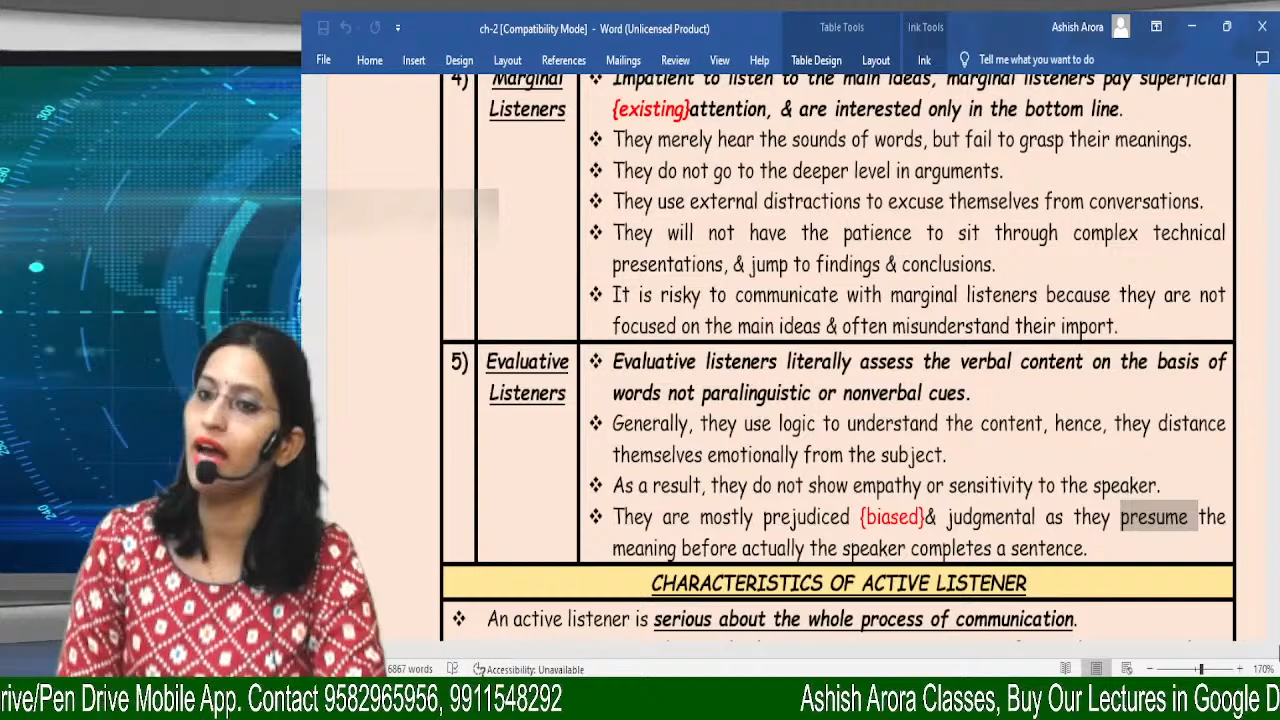 ch-2 [Compatibility Mode] - Word (Unlicensed Product)
Table Tools
Ink Tools
Ashish Arora
File Home Insert Design Layout References Mailings Review View Help Table Design Layout Ink Tell me what you want to do
4) Marginal Listeners
❖ Impatient to listen to the main ideas, marginal listeners pay superficial
{existing}attention, & are interested only in the bottom line.
❖ They merely hear the sounds of words, but fail to grasp their meanings.
❖ They do not go to the deeper level in arguments.
❖ They use external distractions to excuse themselves from conversations.
❖ They will not have the patience to sit through complex technical
presentations, & jump to findings & conclusions.
❖ It is risky to communicate with marginal listeners because they are not
focused on the main ideas & often misunderstand their import.
5) Evaluative Listeners
❖ Evaluative listeners literally assess the verbal content on the basis of
words not paralinguistic or nonverbal cues.
❖ Generally, they use logic to understand the content, hence, they distance
themselves emotionally from the subject.
❖ As a result, they do not show empathy or sensitivity to the speaker.
❖ They are mostly prejudiced {biased}& judgmental as they presume the
meaning before actually the speaker completes a sentence.
CHARACTERISTICS OF ACTIVE LISTENER
❖ An active listener is serious about the whole process of communication.
6867 words
Accessibility: Unavailable
170%
rive/Pen Drive Mobile App. Contact 9582965956, 9911548292
Ashish Arora Classes, Buy Our Lectures in Google D